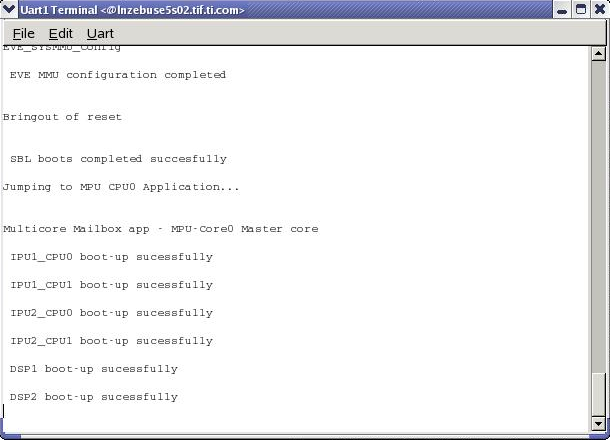 Uart1 Terminal <@lnzebuse5s02.tif.ti.com>
File Edit Uart
EVE_SYSMMU_Config
EVE MMU configuration completed
Bringout of reset
SBL boots completed succesfully
Jumping to MPU CPU0 Application...
Multicore Mailbox app - MPU-Core0 Master core
IPU1_CPU0 boot-up sucessfully
IPU1_CPU1 boot-up sucessfully
IPU2_CPU0 boot-up sucessfully
IPU2_CPU1 boot-up sucessfully
DSP1 boot-up sucessfully
DSP2 boot-up sucessfully